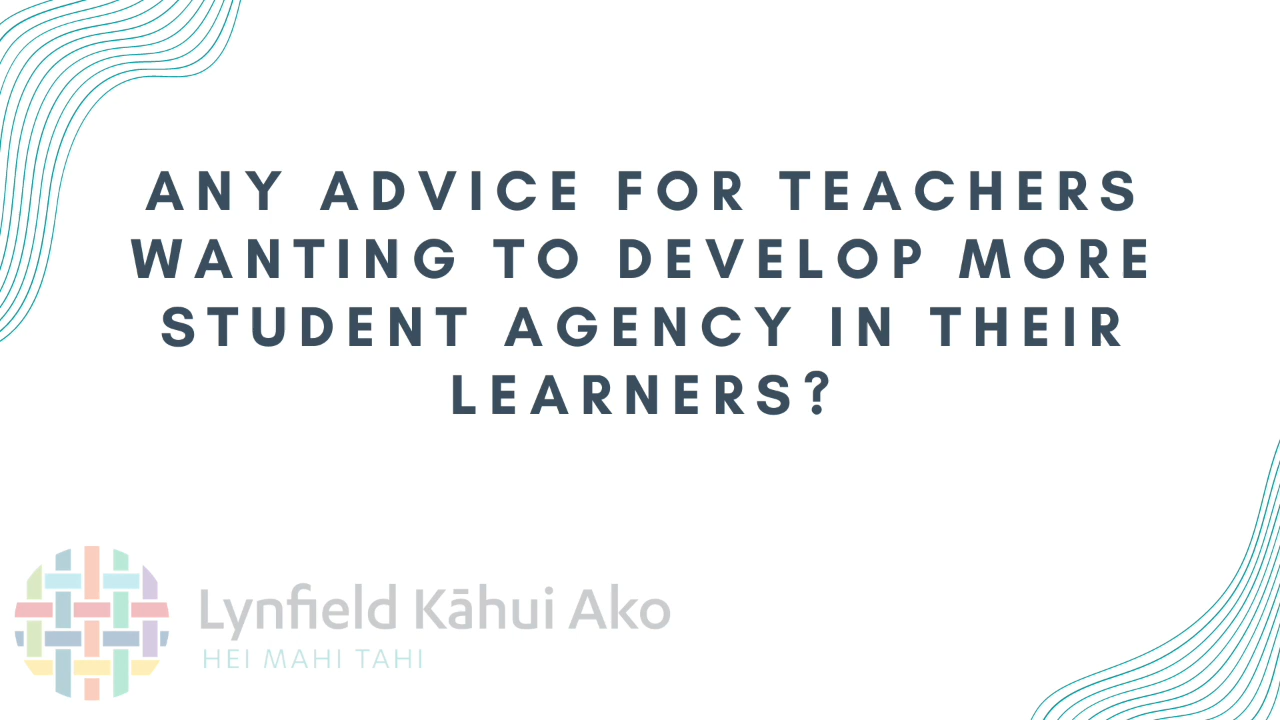 ANY ADVICE FOR TEACHERS
WANTING TO DEVELOP MORE
STUDENT AGENCY IN THEIR
LEARNERS?
Lynfield Kāhui Ako
HEI MAHI TAHI